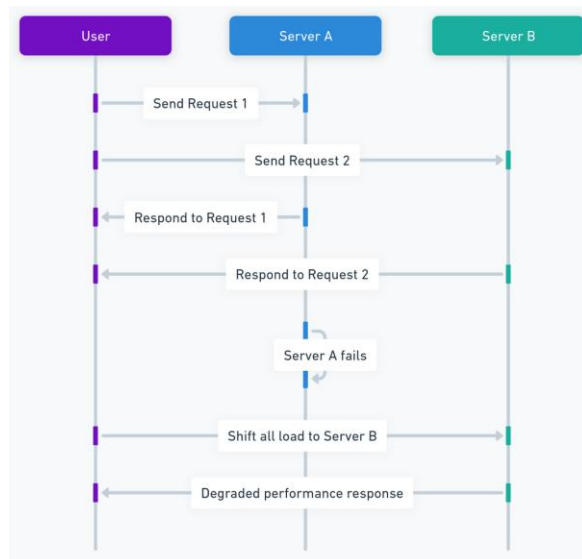 User
Server A
Server B
Send Request 1
Send Request 2
Respond to Request 1
Respond to Request 2
Server A fails
Shift all load to Server B
Degraded performance response